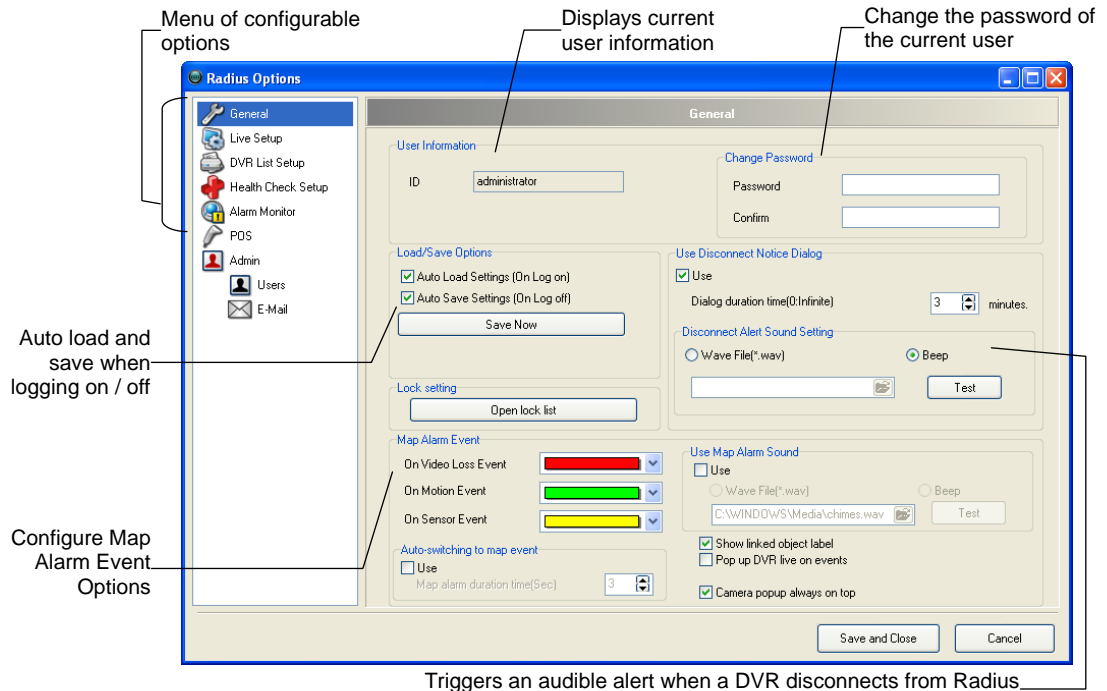 Menu of configurable
options
Displays current
user information
Change the password of
the current user
Radius Options
General
Live Setup
DVR List Setup
Health Check Setup
Alarm Monitor
POS
Admin
Users
E-Mail
General
User Information
ID
administrator
Change Password
Password
Confirm
Load/Save Options
Auto Load Settings (On Log on)
Auto Save Settings (On Log off)
Save Now
Lock setting
Open lock list
Use Disconnect Notice Dialog
Use
Dialog duration time(0:Infinite)
3
minutes.
Disconnect Alert Sound Setting
Wave File(*.wav)
Beep
Test
Map Alarm Event
On Video Loss Event
On Motion Event
On Sensor Event
Auto-switching to map event
Use
Map alarm duration time(Sec)
3
Use Map Alarm Sound
Use
Wave File(*.wav)
Beep
C:\WINDOWS\Media\chimes.wav
Test
Show linked object label
Pop up DVR live on events
Camera popup always on top
Save and Close
Cancel
Auto load and
save when
logging on / off
Configure Map
Alarm Event
Options
Triggers an audible alert when a DVR disconnects from Radius